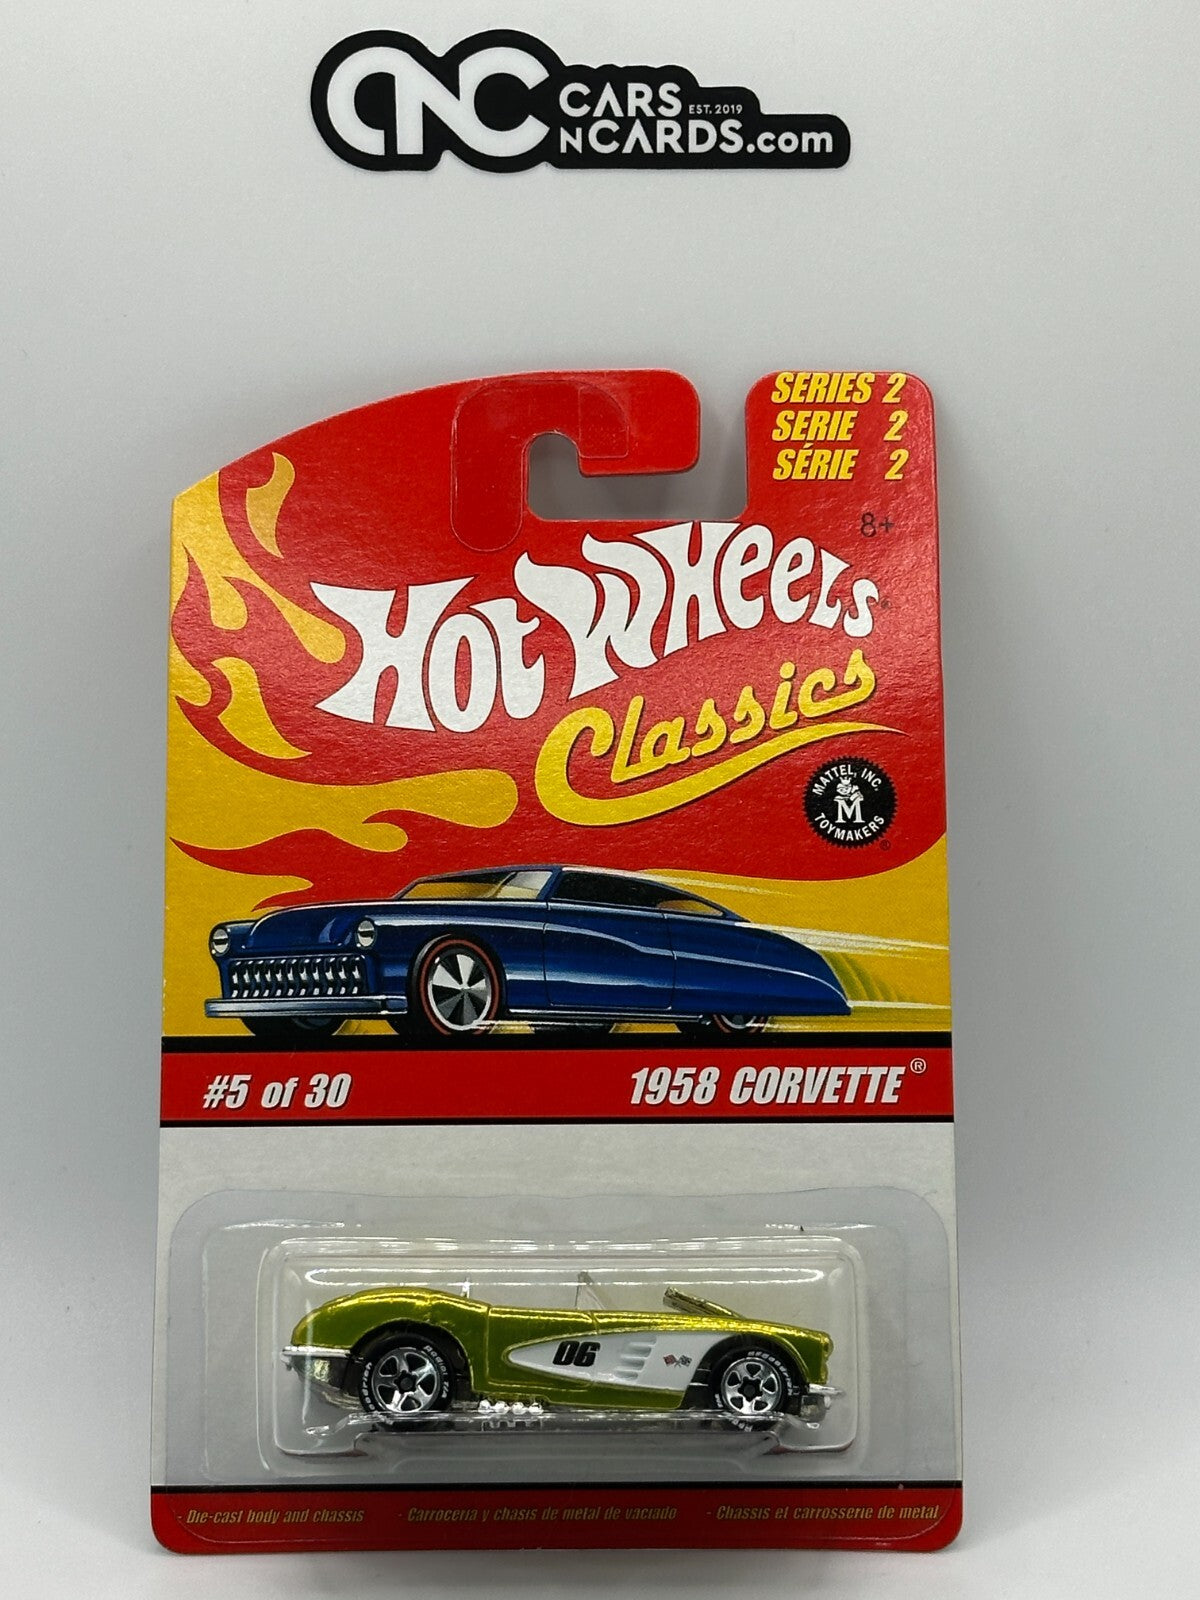 CNC CARS EST. 2019
NCARDS.com
SERIES 2
SERIE 2
SÉRIE 2
8+
HOT WHEELS
Classics
MATTEL, INC.
M
TOYMAKERS ®
#5 of 30
1958 CORVETTE®
06
- Die-cast body and chassis
- Carrocería y chasis de metal de vaciado
- Chassis et carrosserie de metal